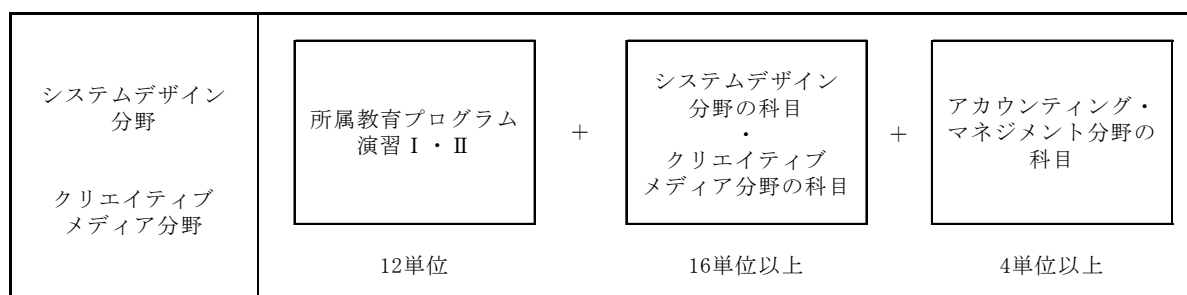 システムデザイン
分野
クリエイティブ
メディア分野
所属教育プログラム
演習Ⅰ・Ⅱ
12単位
+
システムデザイン
分野の科目
・
クリエイティブ
メディア分野の科目
16単位以上
+
アカウンティング・
マネジメント分野の
科目
4単位以上